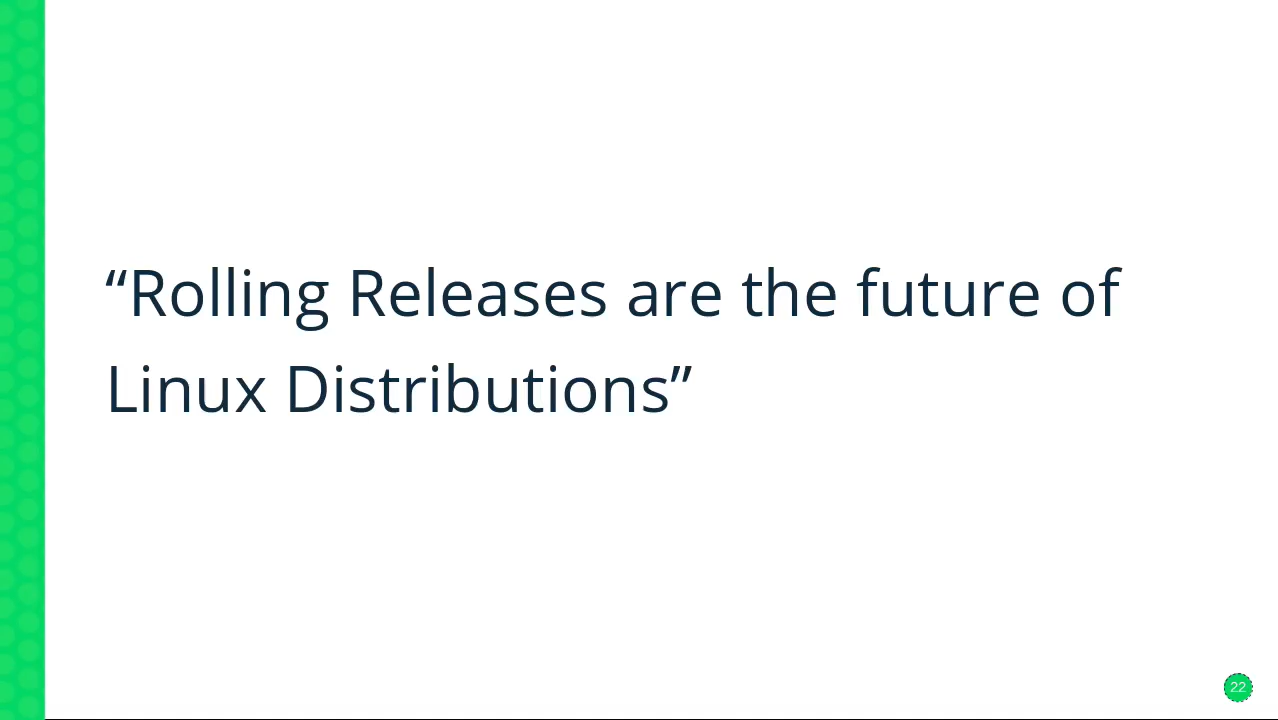 “Rolling Releases are the future of
Linux Distributions”
22